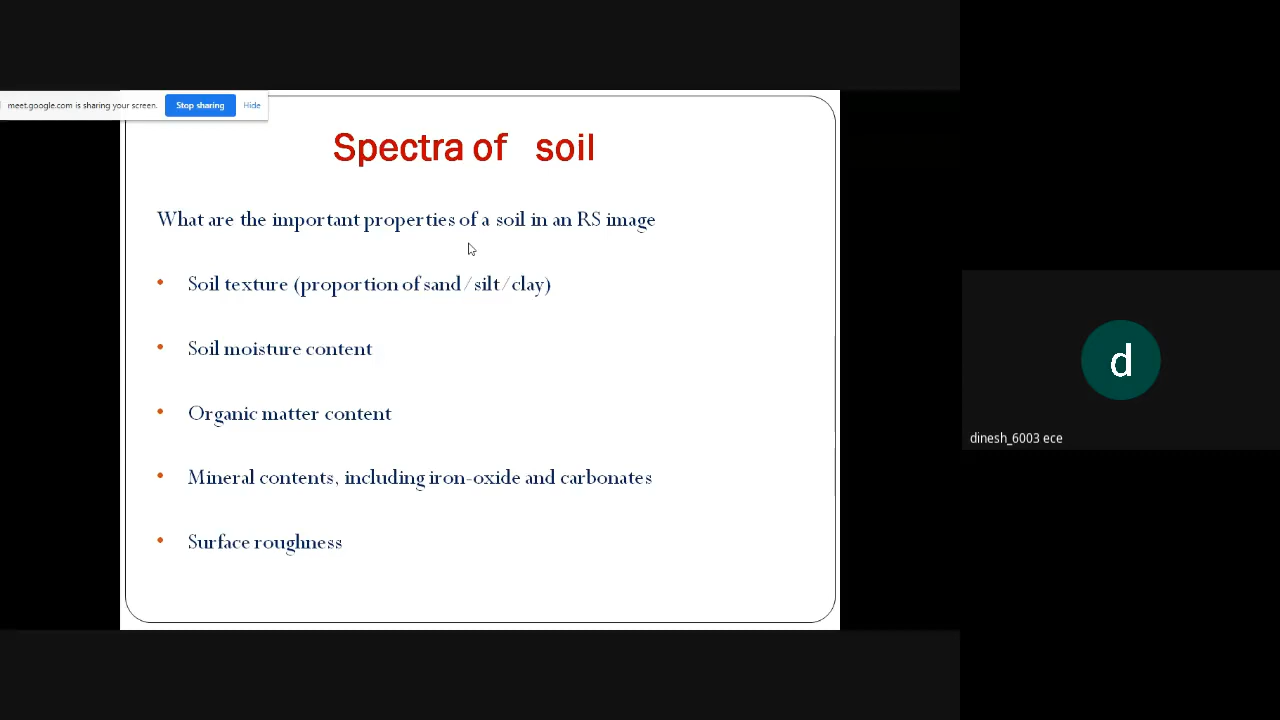 meet.google.com is sharing your screen. Stop sharing Hide
Spectra of soil
What are the important properties of a soil in an RS image
• Soil texture (proportion of sand/silt/clay)
• Soil moisture content
• Organic matter content
• Mineral contents, including iron-oxide and carbonates
• Surface roughness
d
dinesh_6003 ece